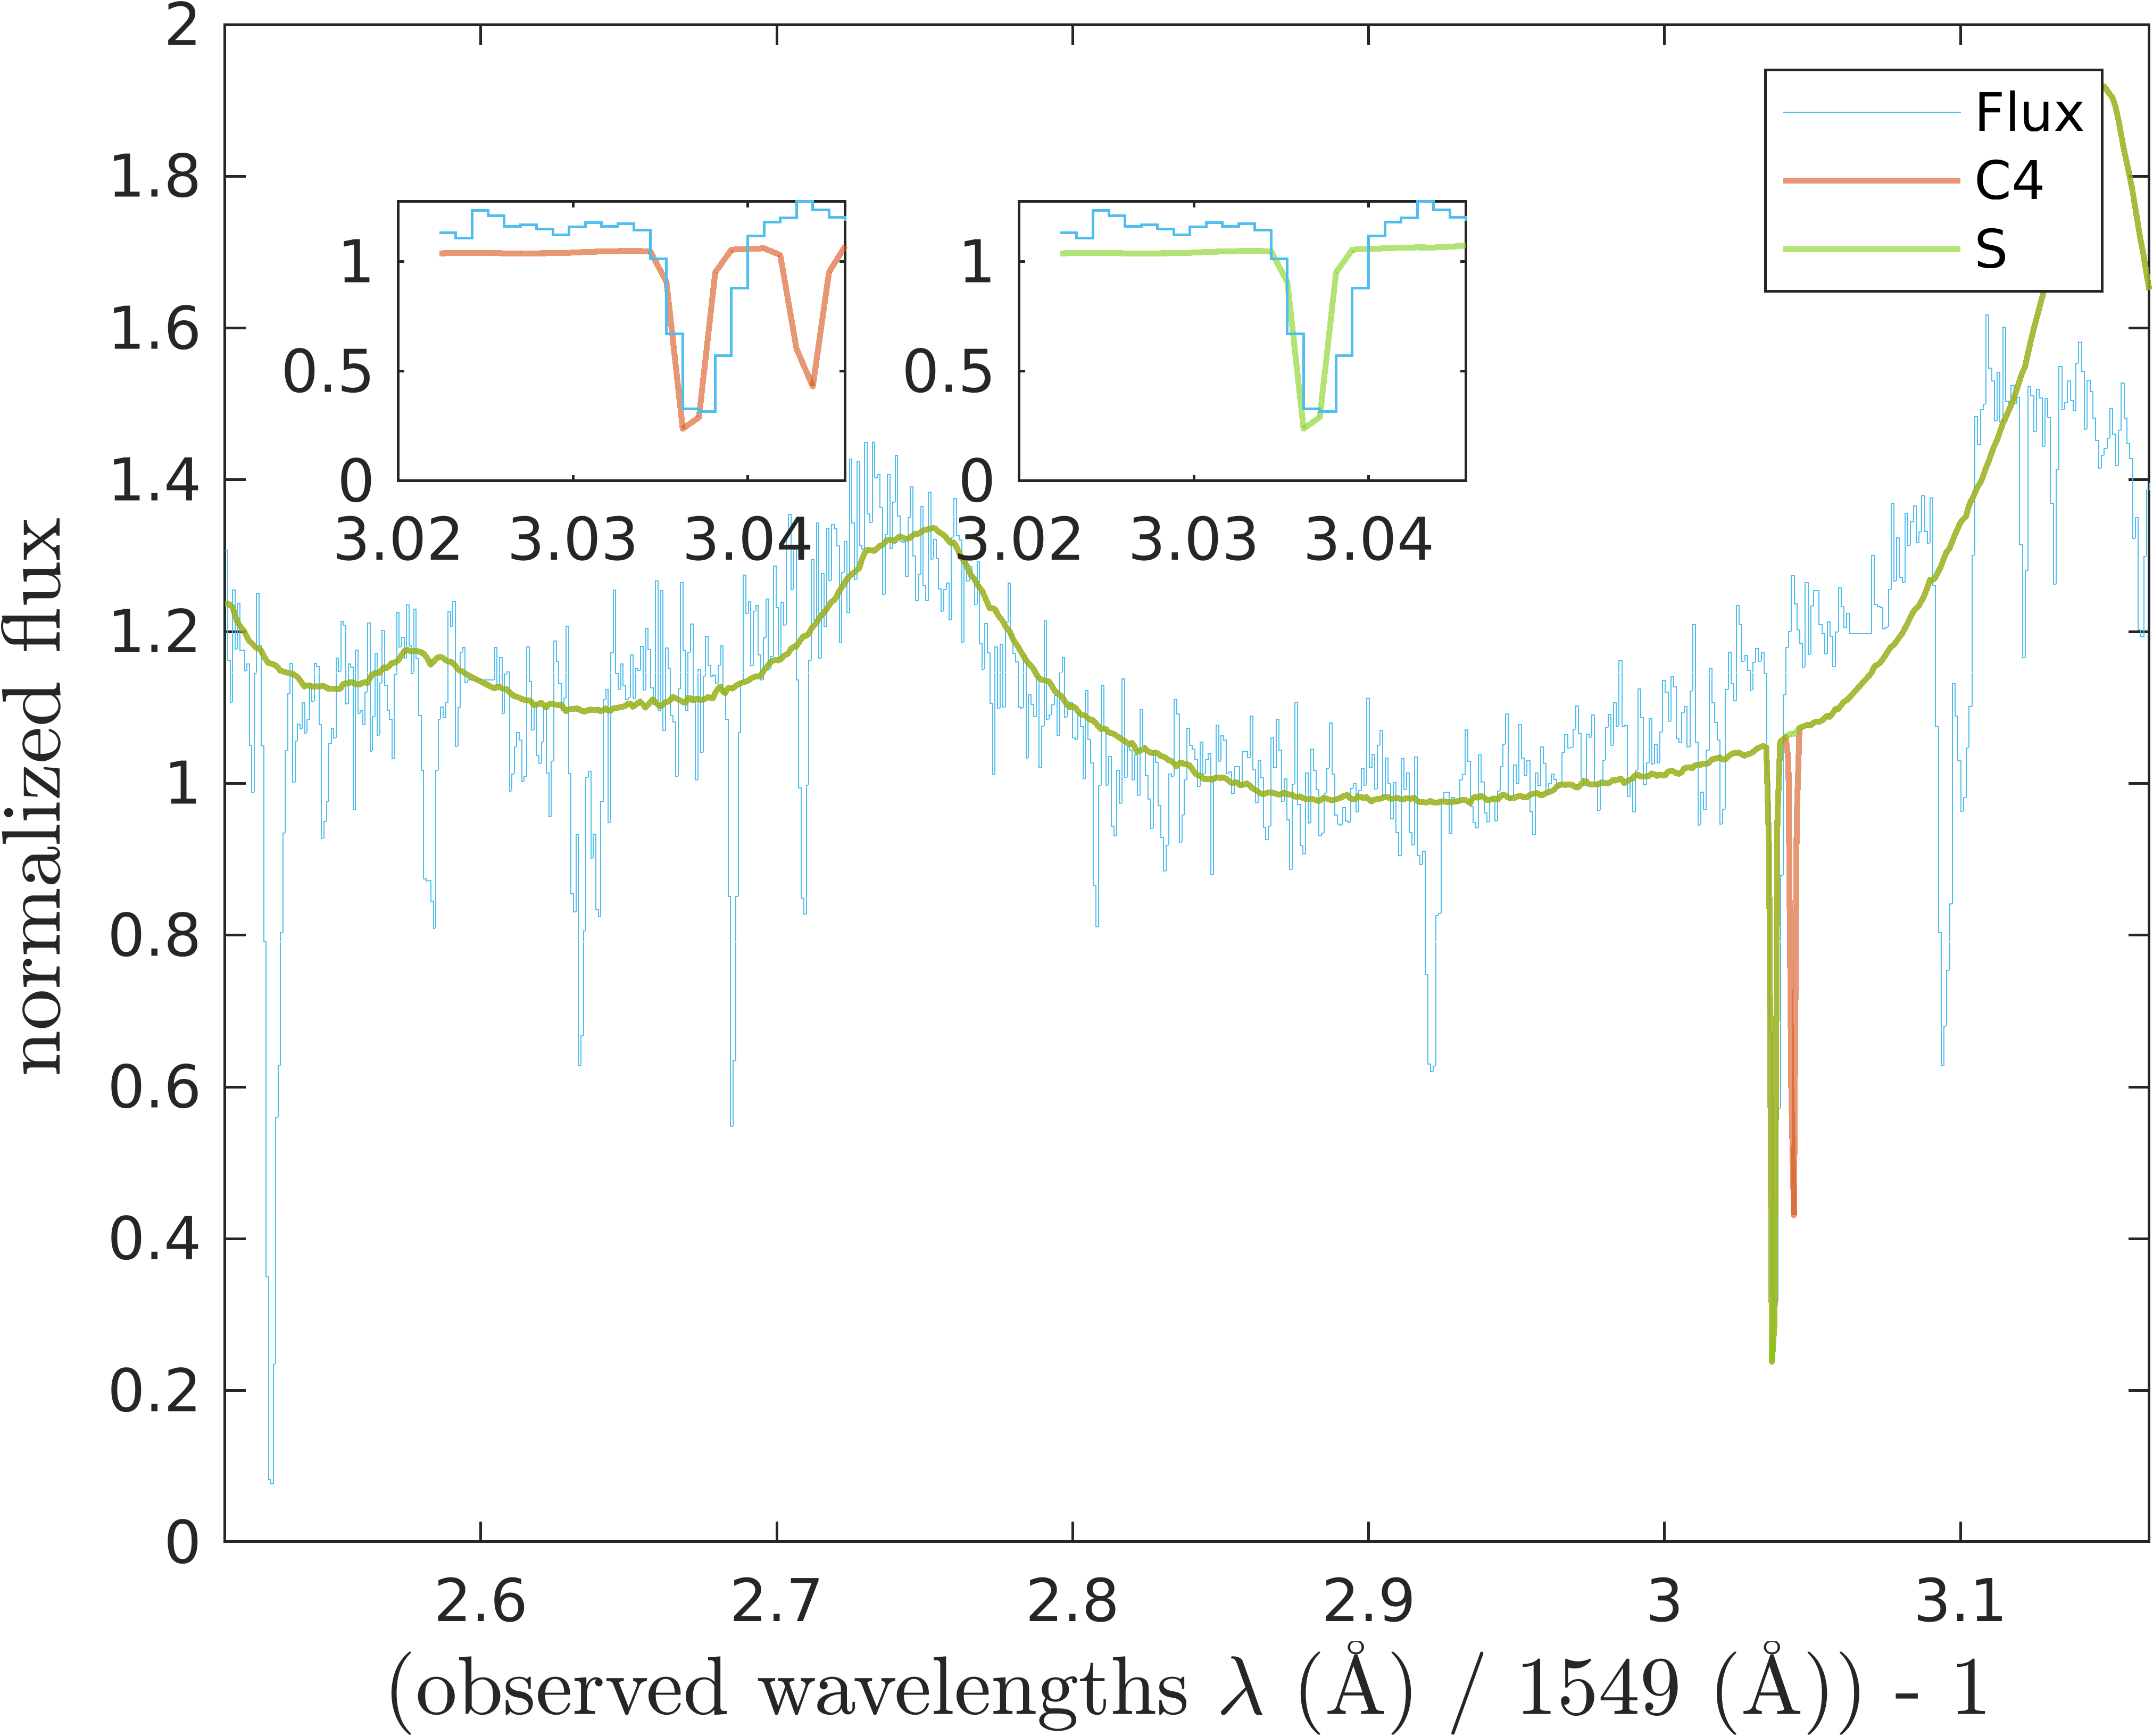 2
1.8
1.6
1.4
1.2
1
0.8
0.6
0.4
0.2
0
normalized flux
1
0.5
0
3.02 3.03 3.04
1
0.5
0
3.02 3.03 3.04
Flux
C4
S
2.6 2.7 2.8 2.9 3 3.1
(observed wavelengths λ (Å) / 1549 (Å)) - 1